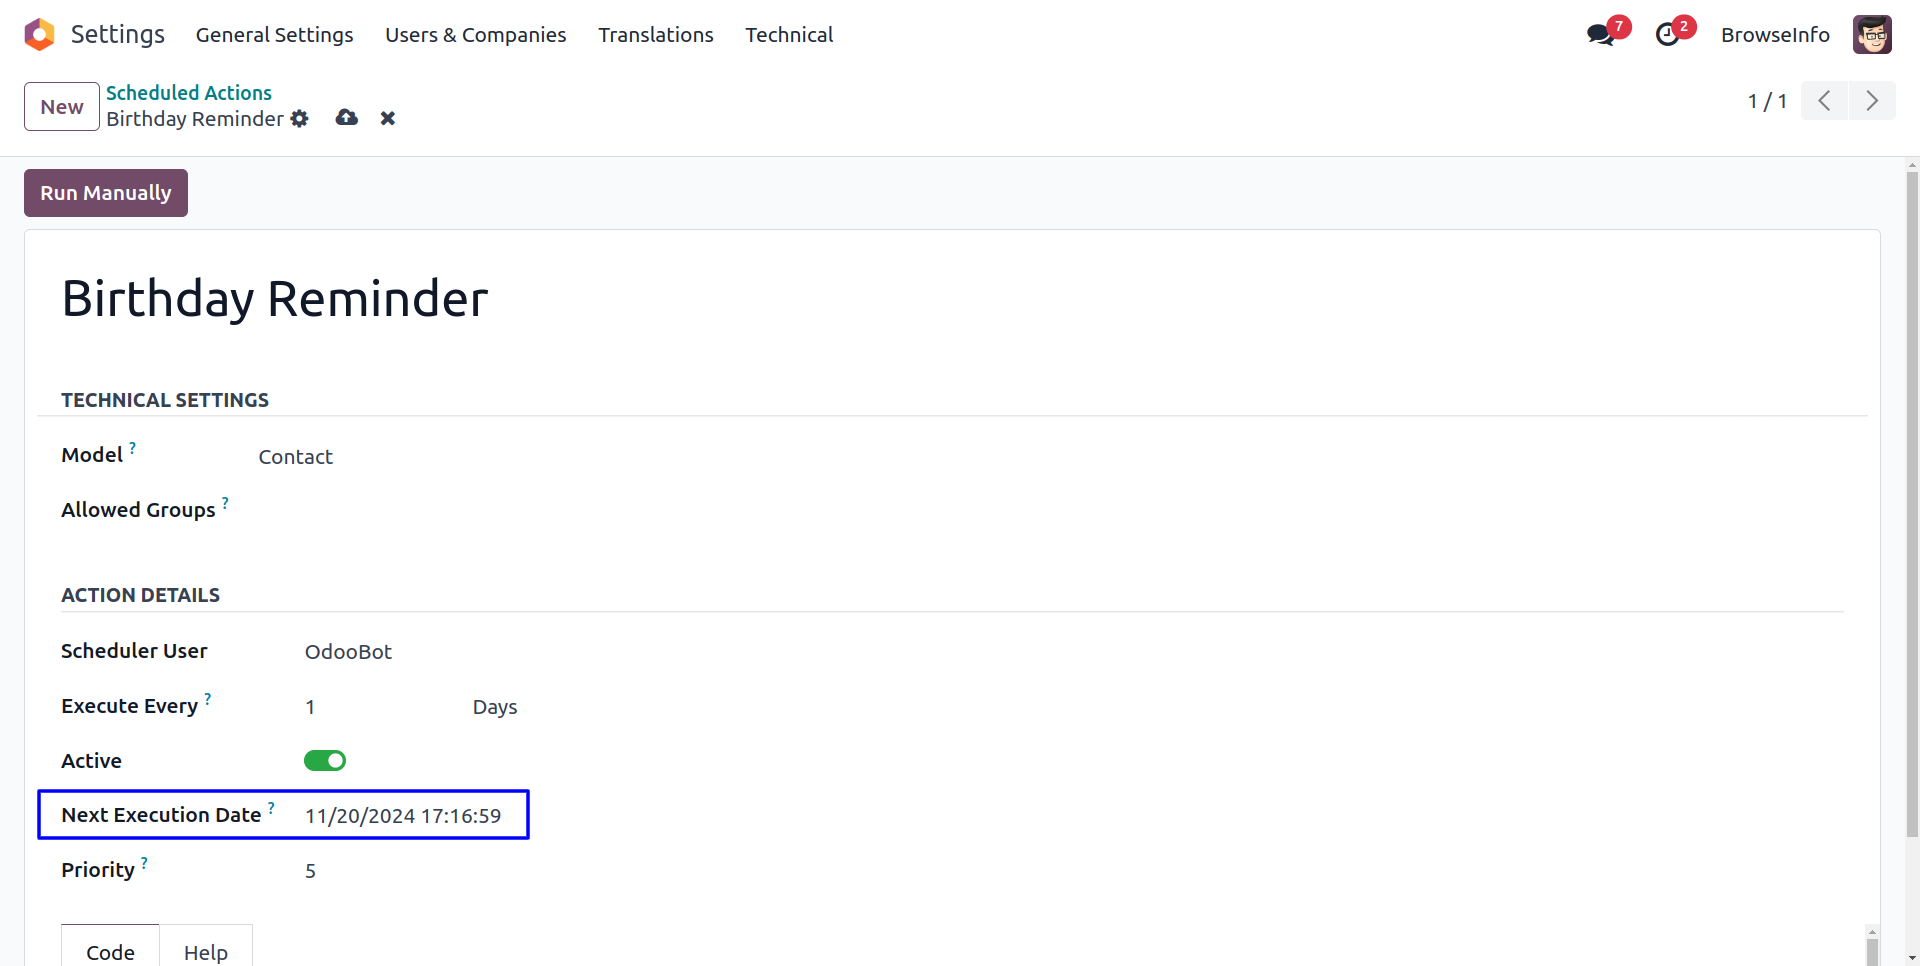 Settings General Settings Users & Companies Translations Technical 7 2 BrowseInfo
New Scheduled Actions
Birthday Reminder
1 / 1
Run Manually
Birthday Reminder
TECHNICAL SETTINGS
Model ? Contact
Allowed Groups ?
ACTION DETAILS
Scheduler User OdooBot
Execute Every ? 1 Days
Active
Next Execution Date ? 11/20/2024 17:16:59
Priority ? 5
Code Help